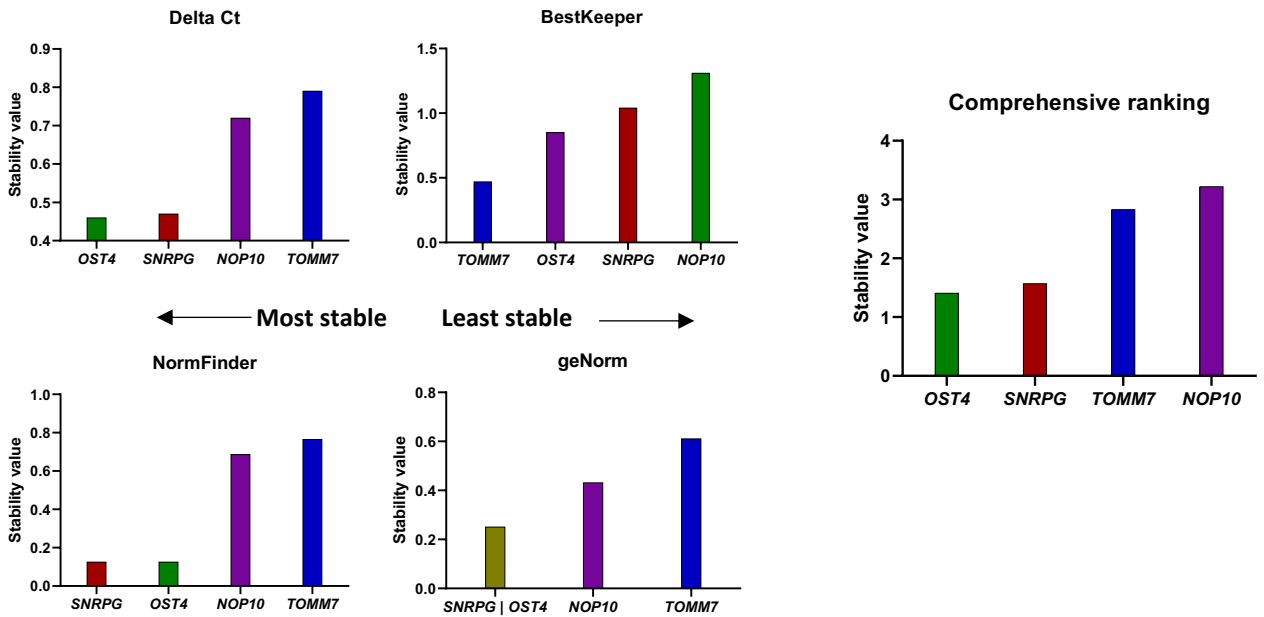 Delta Ct
Stability value
0.9
0.8
0.7
0.6
0.5
0.4
OST4 SNRPG NOP10 TOMM7
BestKeeper
Stability value
1.5
1.0
0.5
0.0
TOMM7 OST4 SNRPG NOP10
Comprehensive ranking
Stability value
4
3
2
1
0
OST4 SNRPG TOMM7 NOP10
Most stable Least stable
NormFinder
Stability value
1.0
0.8
0.6
0.4
0.2
0.0
SNRPG OST4 NOP10 TOMM7
geNorm
Stability value
0.8
0.6
0.4
0.2
0.0
SNRPG | OST4 NOP10 TOMM7